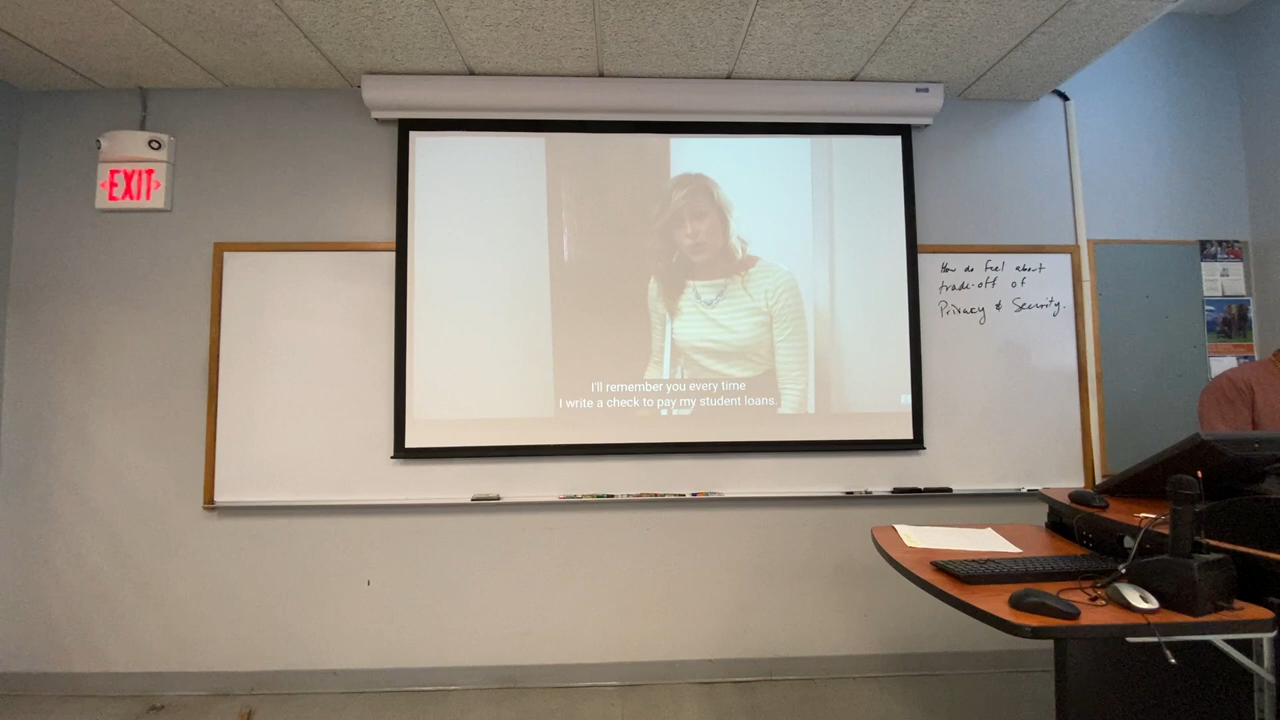 EXIT
I'll remember you every time
I write a check to pay my student loans.
How do feel about
trade-off of
Privacy & Security.